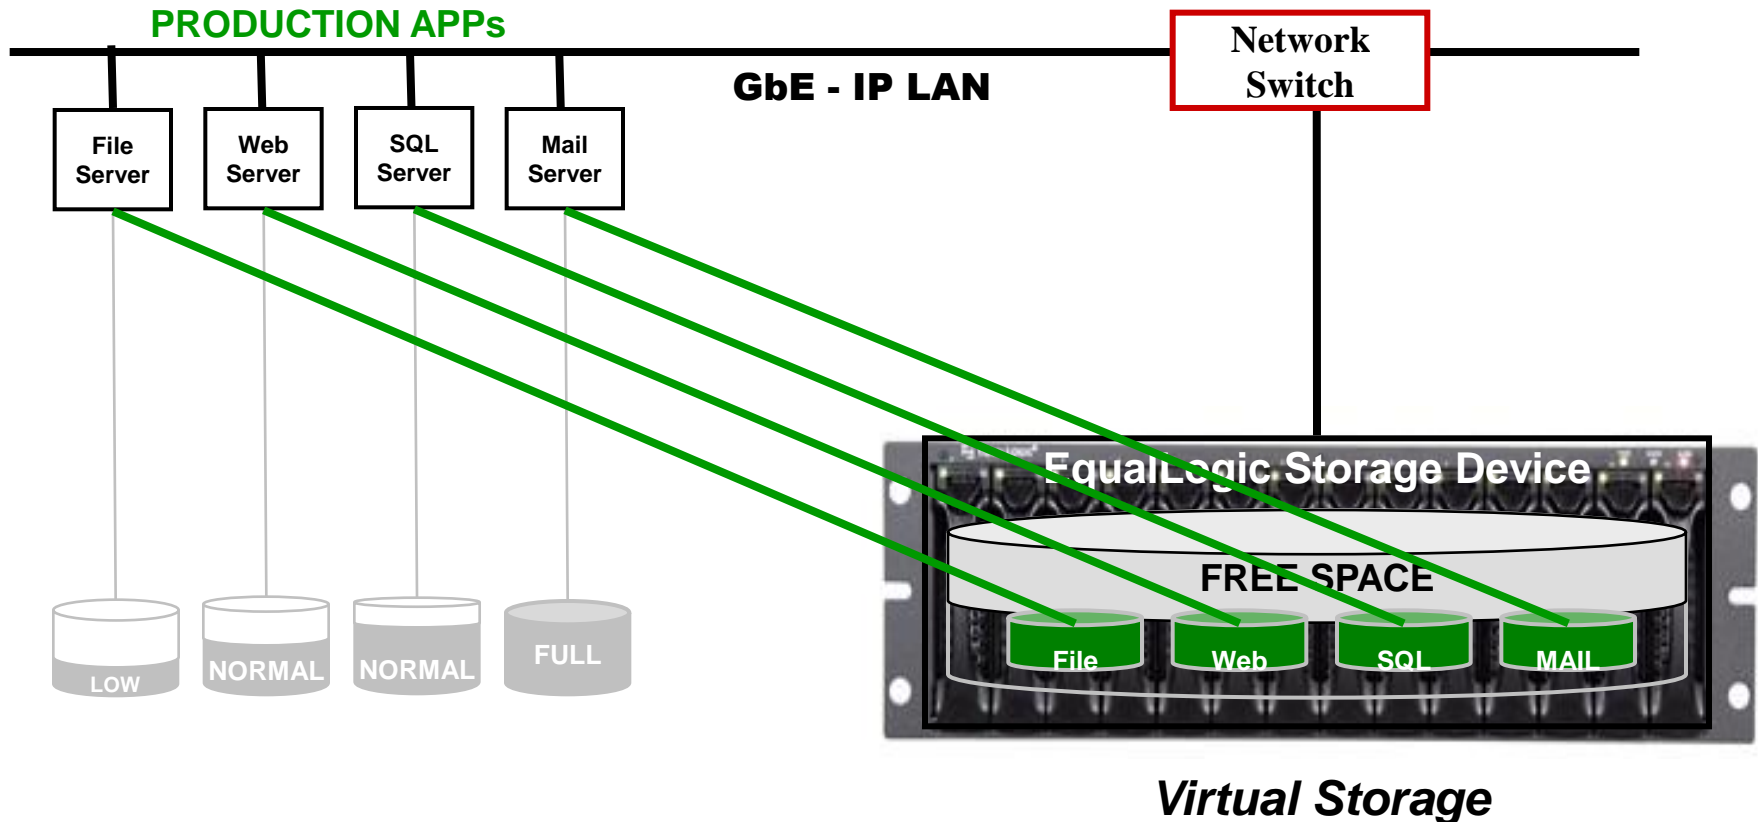 PRODUCTION APPs
Network
Switch
GbE - IP LAN
File
Server
Web
Server
SQL
Server
Mail
Server
EqualLogic Storage Device
FREE SPACE
LOW
NORMAL
NORMAL
FULL
File
Web
SQL
MAIL
Virtual Storage